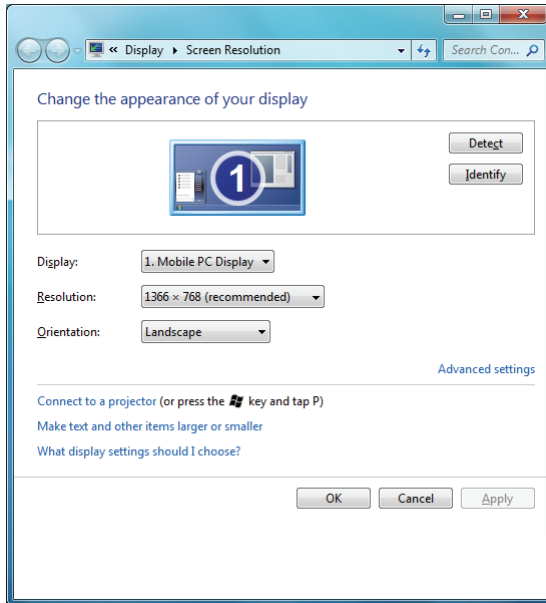 « Display ▸ Screen Resolution
Search Con...
Change the appearance of your display
1
Detect
Identify
Display: 1. Mobile PC Display
Resolution: 1366 × 768 (recommended)
Orientation: Landscape
Advanced settings
Connect to a projector (or press the key and tap P)
Make text and other items larger or smaller
What display settings should I choose?
OK Cancel Apply